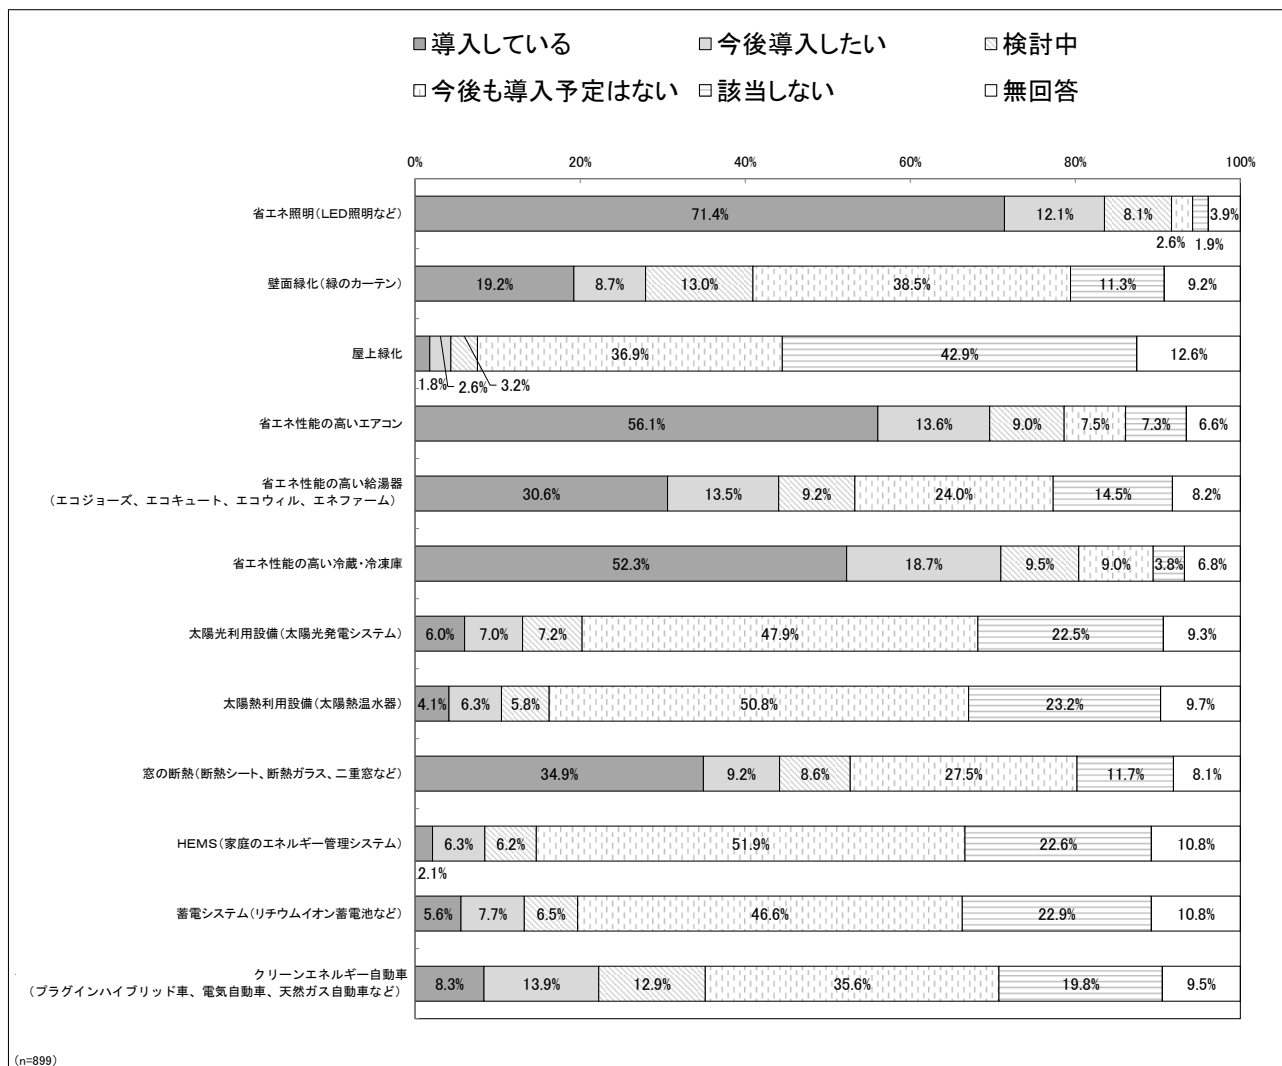 導入している 今後導入したい 検討中
今後も導入予定はない 該当しない 無回答
0% 20% 40% 60% 80% 100%
省エネ照明(LED照明など) 71.4% 12.1% 8.1% 3.9%
2.6% 1.9%
壁面緑化(緑のカーテン) 19.2% 8.7% 13.0% 38.5% 11.3% 9.2%
屋上緑化 36.9% 42.9% 12.6%
1.8% 2.6% 3.2%
省エネ性能の高いエアコン 56.1% 13.6% 9.0% 7.5% 7.3% 6.6%
省エネ性能の高い給湯器
(エコジョーズ、エコキュート、エコウィル、エネファーム) 30.6% 13.5% 9.2% 24.0% 14.5% 8.2%
省エネ性能の高い冷蔵・冷凍庫 52.3% 18.7% 9.5% 9.0% 3.8% 6.8%
太陽光利用設備(太陽光発電システム) 6.0% 7.0% 7.2% 47.9% 22.5% 9.3%
太陽熱利用設備(太陽熱温水器) 4.1% 6.3% 5.8% 50.8% 23.2% 9.7%
窓の断熱(断熱シート、断熱ガラス、二重窓など) 34.9% 9.2% 8.6% 27.5% 11.7% 8.1%
HEMS(家庭のエネルギー管理システム) 6.3% 6.2% 51.9% 22.6% 10.8%
2.1%
蓄電システム(リチウムイオン蓄電池など) 5.6% 7.7% 6.5% 46.6% 22.9% 10.8%
クリーンエネルギー自動車
(プラグインハイブリッド車、電気自動車、天然ガス自動車など) 8.3% 13.9% 12.9% 35.6% 19.8% 9.5%
(n=899)